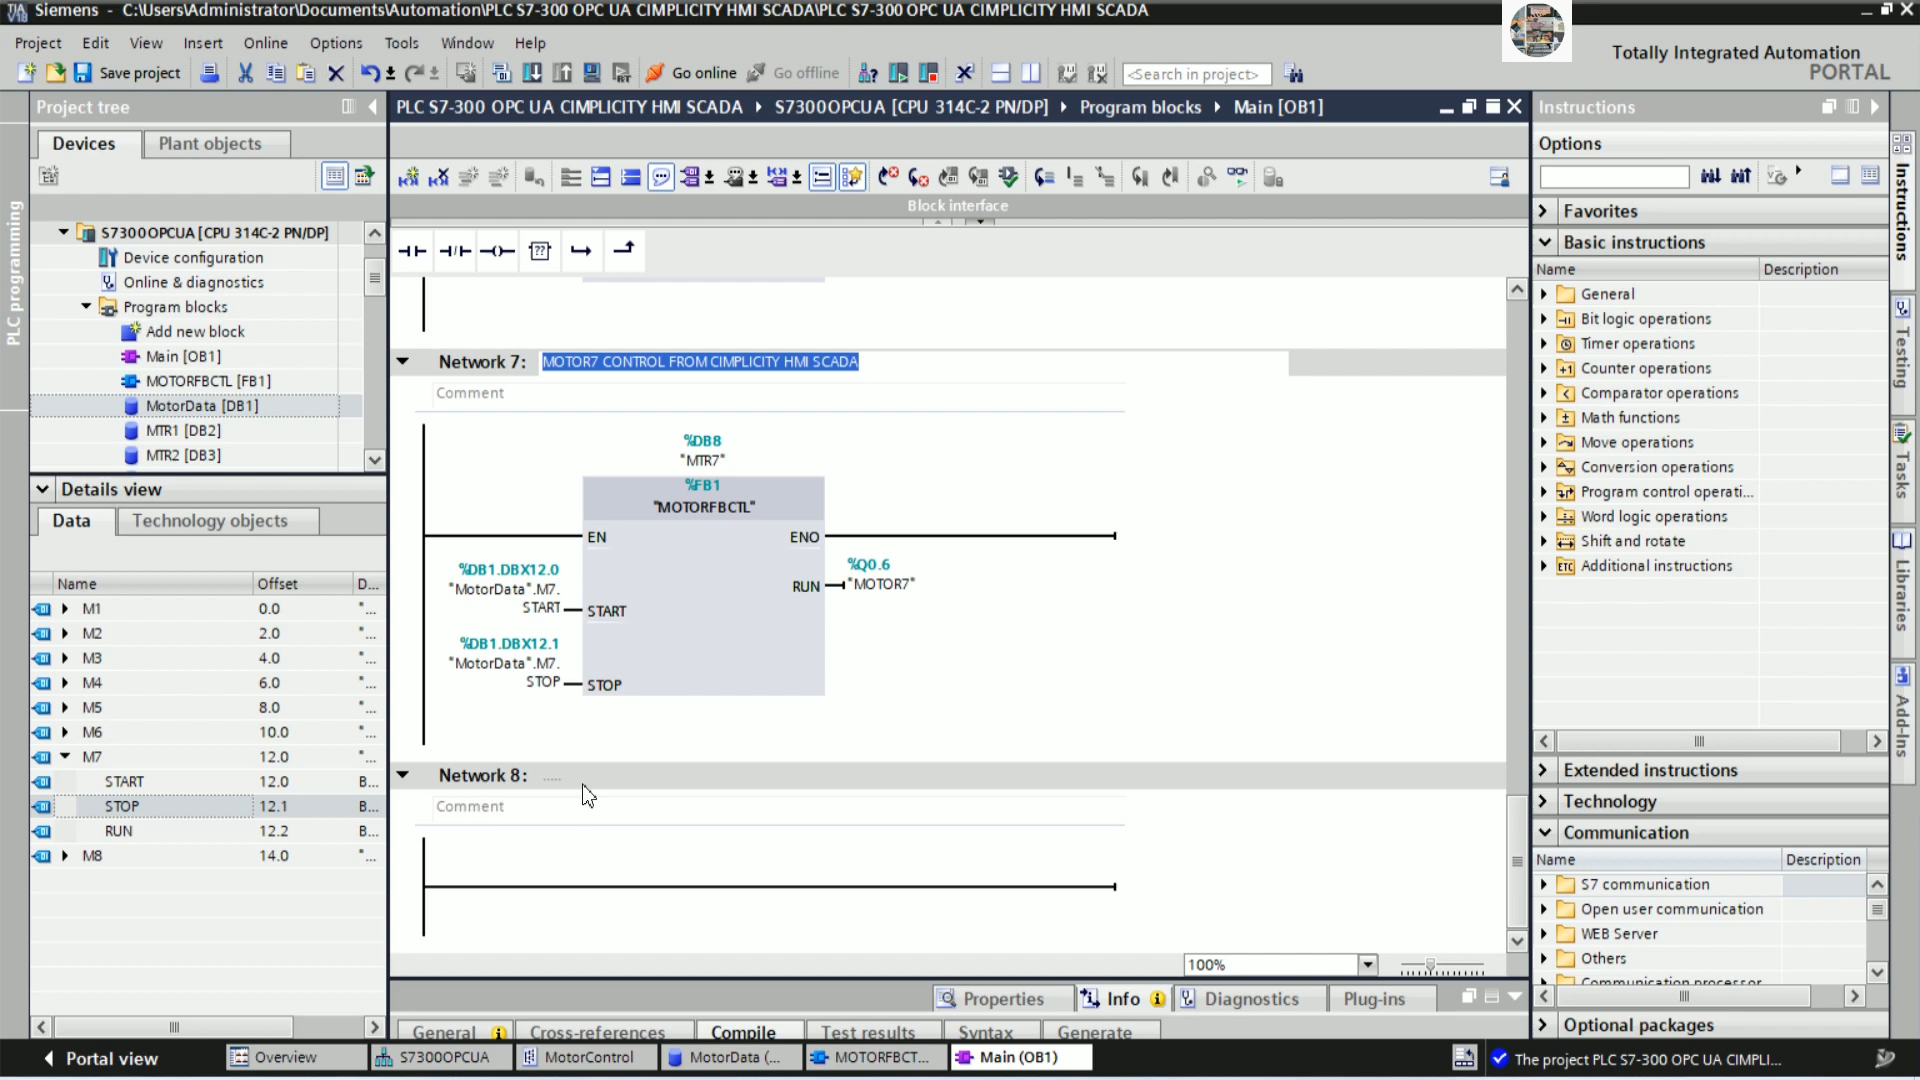 Siemens - C:\Users\Administrator\Documents\Automation\PLC S7-300 OPC UA CIMPLICITY HMI SCADA\PLC S7-300 OPC UA CIMPLICITY HMI SCADA
Project Edit View Insert Online Options Tools Window Help
Save project
Go online
Go offline
<Search in project>
Totally Integrated Automation
PORTAL
Project tree
PLC S7-300 OPC UA CIMPLICITY HMI SCADA
S7300OPCUA [CPU 314C-2 PN/DP]
Program blocks
Main [OB1]
Devices
Plant objects
PLC programming
S7300OPCUA [CPU 314C-2 PN/DP]
Device configuration
Online & diagnostics
Program blocks
Add new block
Main [OB1]
MOTORFBCTL [FB1]
MotorData [DB1]
MTR1 [DB2]
MTR2 [DB3]
Details view
Data
Technology objects
Name Offset D...
M1 0.0 "...
M2 2.0 "...
M3 4.0 "...
M4 6.0 "...
M5 8.0 "...
M6 10.0 "...
M7 12.0 "...
START 12.0 B...
STOP 12.1 B...
RUN 12.2 B...
M8 14.0 "...
Block interface
??
Network 7: MOTOR7 CONTROL FROM CIMPLICITY HMI SCADA
Comment
%DB8
"MTR7"
%FB1
"MOTORFBCTL"
EN
ENO
%DB1.DBX12.0
"MotorData".M7.
START
START
%DB1.DBX12.1
"MotorData".M7.
STOP
STOP
RUN
%Q0.6
"MOTOR7"
Network 8: .....
Comment
100%
Properties
Info
Diagnostics
Plug-ins
General
Cross-references
Compile
Test results
Syntax
Generate
Instructions
Options
Favorites
Basic instructions
Name Description
General
Bit logic operations
Timer operations
Counter operations
Comparator operations
Math functions
Move operations
Conversion operations
Program control operati...
Word logic operations
Shift and rotate
Additional instructions
Extended instructions
Technology
Communication
Name Description
S7 communication
Open user communication
WEB Server
Others
Communication processor
Optional packages
Instructions
Testing
Tasks
Libraries
Add-Ins
Portal view
Overview
S7300OPCUA
MotorControl
MotorData (...
MOTORFBCT...
Main (OB1)
The project PLC S7-300 OPC UA CIMPLI...